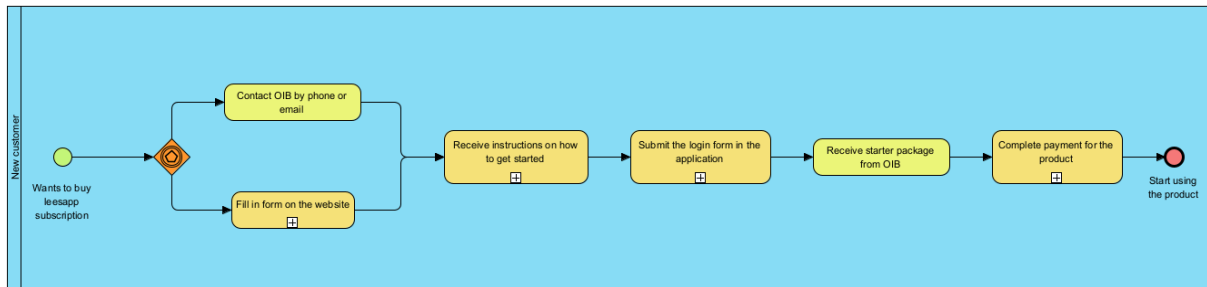 New customer
Wants to buy
leesapp
subscription
Contact OIB by phone or
email
Fill in form on the website
Receive instructions on how
to get started
Submit the login form in the
application
Receive starter package
from OIB
Complete payment for the
product
Start using
the product